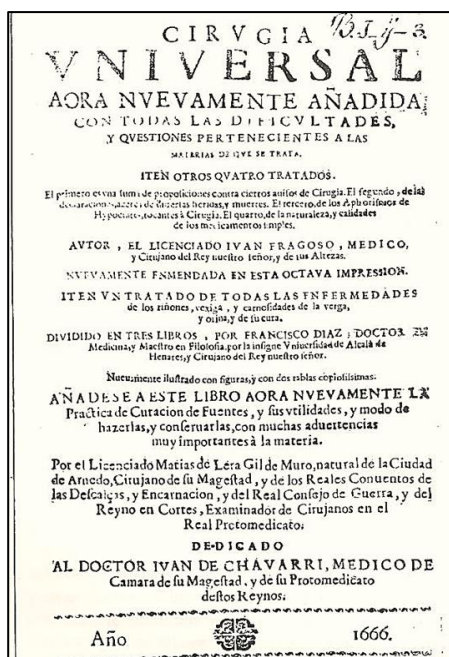 CIRVGIA
VNIVERSAL
AORA NVEVAMENTE AÑADIDA,
CON TODAS LAS DIFICVLTADES,
Y QVESTIONES PERTENECIENTES A LAS
MATERIAS DE QVE SE TRATA.
ITEN OTROS QVATRO TRATADOS.
El primero es vna suma de proposiciones contra ciertos auisos de Cirugia. El segundo, de las
declaraciones acerca de diuersas heridas, y muertes. El tercero, de los Aphorismos de
Hypocrates, tocantes à Cirugia. El quarto, de la naturaleza, y calidades
de los medicamentos simples.
AVTOR, EL LICENCIADO IVAN FRAGOSO, MEDICO,
y Cirujano del Rey nuestro señor, y de sus Altezas.
NVEVAMENTE ENMENDADA EN ESTA OCTAVA IMPRESSION.
ITEN VN TRATADO DE TODAS LAS ENFERMEDADES
de los riñones, vexiga, y carnosidades de la verga,
y orina, y de su cura.
DIVIDIDO EN TRES LIBROS, POR FRANCISCO DIAZ, DOCTOR EN
Medicina, y Maestro en Filosofia, por la insigne Vniuersidad de Alcalà de
Henares, y Cirujano del Rey nuestro señor.
Nueuamente ilustrado con figuras, y con dos tablas copiosissimas.
AÑADESE A ESTE LIBRO AORA NVEVAMENTE LA
Practica de Curacion de Fuentes, y sus vtilidades, y modo de
hazerlas, y conseruarlas, con muchas aduertencias
muy importantes à la materia.
Por el Licenciado Matias de Lera Gil de Muro, natural de la Ciudad
de Arnedo, Cirujano de su Magestad, y de los Reales Conuentos de
las Descalças, y Encarnacion, y del Real Consejo de Guerra, y del
Reyno en Cortes, Examinador de Cirujanos en el
Real Protomedicato.
DEDICADO
AL DOCTOR IVAN DE CHAVARRI, MEDICO DE
Camara de su Magestad, y de su Protomedicato
destos Reynos.
Año 1666.